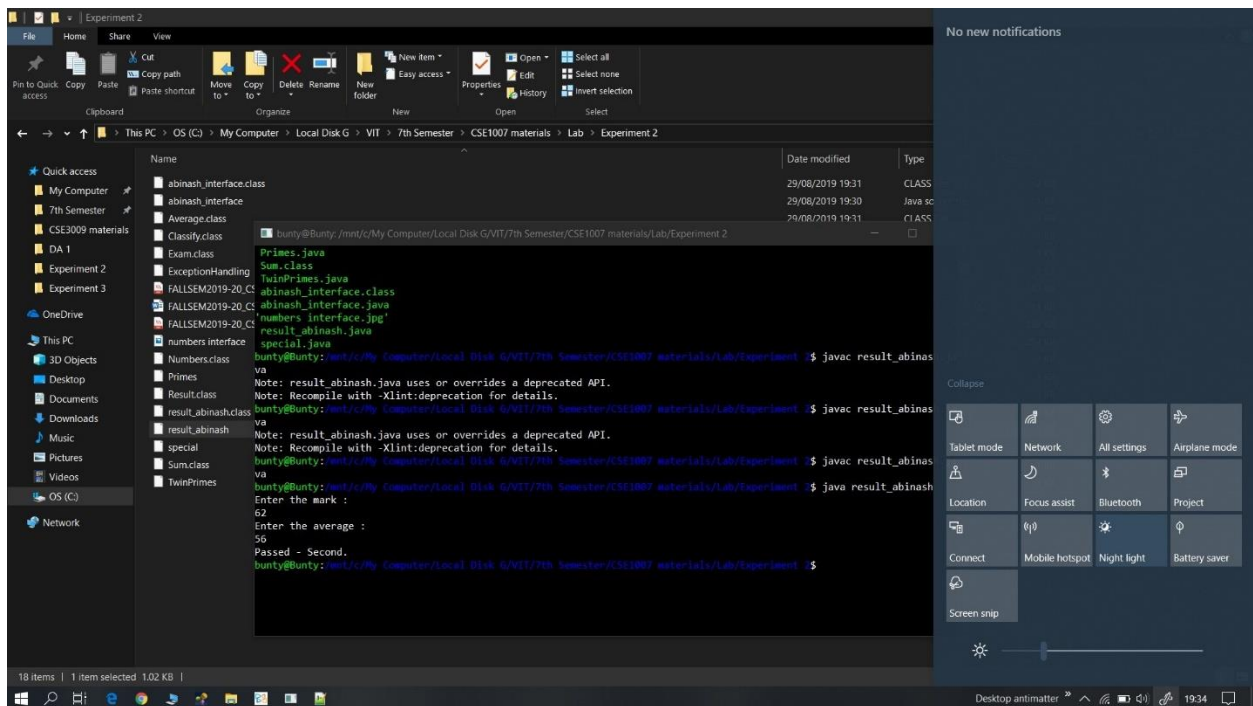 Experiment 2
File Home Share View
Pin to Quick access
Copy
Paste
Cut
Copy path
Paste shortcut
Move to
Copy to
Delete
Rename
New folder
New item
Easy access
Properties
Open
Edit
History
Select all
Select none
Invert selection
Clipboard Organize New Open Select
This PC > OS (C:) > My Computer > Local Disk G > VIT > 7th Semester > CSE1007 materials > Lab > Experiment 2
Quick access
My Computer
7th Semester
CSE3009 materials
DA 1
Experiment 2
Experiment 3
OneDrive
This PC
3D Objects
Desktop
Documents
Downloads
Music
Pictures
Videos
OS (C:)
Network
Name Date modified Type
abinash_interface.class 29/08/2019 19:31 CLASS
abinash_interface 29/08/2019 19:30 Java sc
Average.class 29/08/2019 19:31 CLASS
Classify.class
Exam.class
ExceptionHandling
FALLSEM2019-20_CS
FALLSEM2019-20_CS
FALLSEM2019-20_CS
numbers interface
Numbers.class
Primes
Result.class
result_abinash.class
result_abinash
special
Sum.class
TwinPrimes
bunty@Bunty: /mnt/c/My Computer/Local Disk G/VIT/7th Semester/CSE1007 materials/Lab/Experiment 2
Primes.java
Sum.class
TwinPrimes.java
abinash_interface.class
abinash_interface.java
'numbers interface.jpg'
result_abinash.java
special.java
bunty@Bunty:/mnt/c/My Computer/Local Disk G/VIT/7th Semester/CSE1007 materials/Lab/Experiment 2$ javac result_abinas
va
Note: result_abinash.java uses or overrides a deprecated API.
Note: Recompile with -Xlint:deprecation for details.
bunty@Bunty:/mnt/c/My Computer/Local Disk G/VIT/7th Semester/CSE1007 materials/Lab/Experiment 2$ javac result_abinas
va
Note: result_abinash.java uses or overrides a deprecated API.
Note: Recompile with -Xlint:deprecation for details.
bunty@Bunty:/mnt/c/My Computer/Local Disk G/VIT/7th Semester/CSE1007 materials/Lab/Experiment 2$ javac result_abinas
va
bunty@Bunty:/mnt/c/My Computer/Local Disk G/VIT/7th Semester/CSE1007 materials/Lab/Experiment 2$ java result_abinash
Enter the mark :
62
Enter the average :
56
Passed - Second.
bunty@Bunty:/mnt/c/My Computer/Local Disk G/VIT/7th Semester/CSE1007 materials/Lab/Experiment 2$
No new notifications
Collapse
Tablet mode Network All settings Airplane mode
Location Focus assist Bluetooth Project
Connect Mobile hotspot Night light Battery saver
Screen snip
18 items | 1 item selected 1.02 KB |
Desktop antimatter 19:34